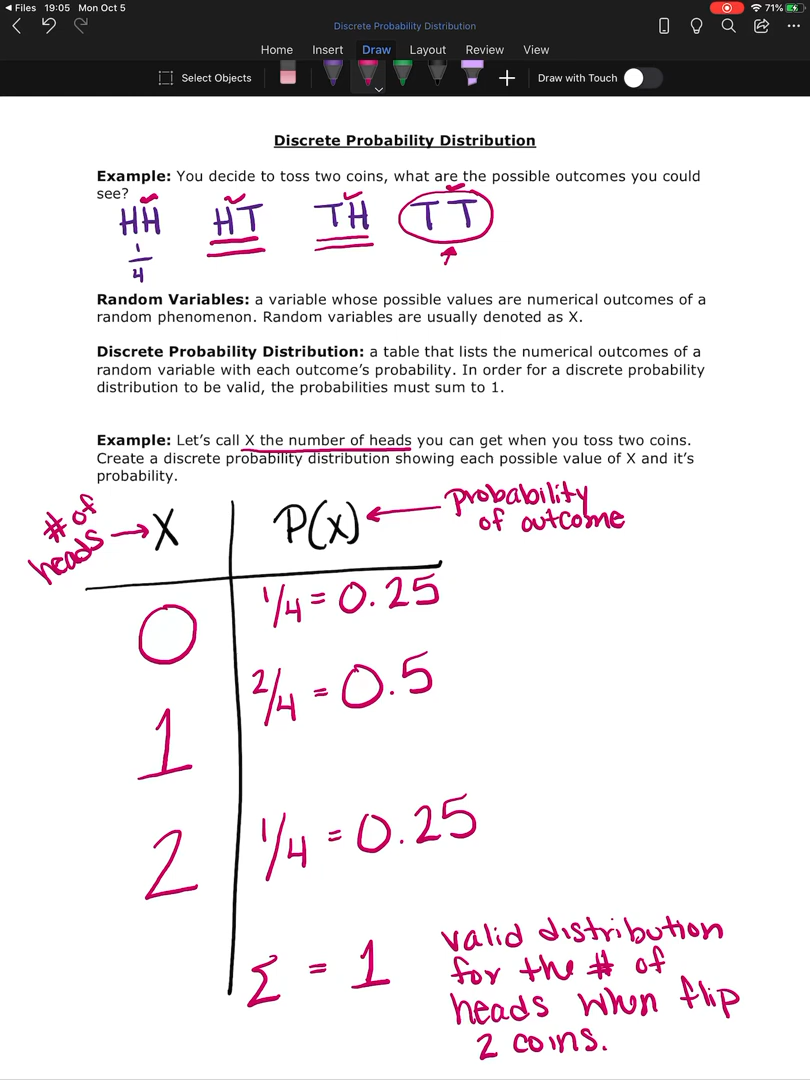 Files 19:05 Mon Oct 5 71%
Discrete Probability Distribution
Home Insert Draw Layout Review View
Select Objects Draw with Touch
Discrete Probability Distribution
Example: You decide to toss two coins, what are the possible outcomes you could
see?
HH HT TH TT
1/4
Random Variables: a variable whose possible values are numerical outcomes of a
random phenomenon. Random variables are usually denoted as X.
Discrete Probability Distribution: a table that lists the numerical outcomes of a
random variable with each outcome's probability. In order for a discrete probability
distribution to be valid, the probabilities must sum to 1.
Example: Let's call X the number of heads you can get when you toss two coins.
Create a discrete probability distribution showing each possible value of X and it's
probability.
# of
heads → X
P(X) ← probability
of outcome
0 1/4 = 0.25
1 2/4 = 0.5
2 1/4 = 0.25
Σ = 1
valid distribution
for the # of
heads when flip
2 coins.